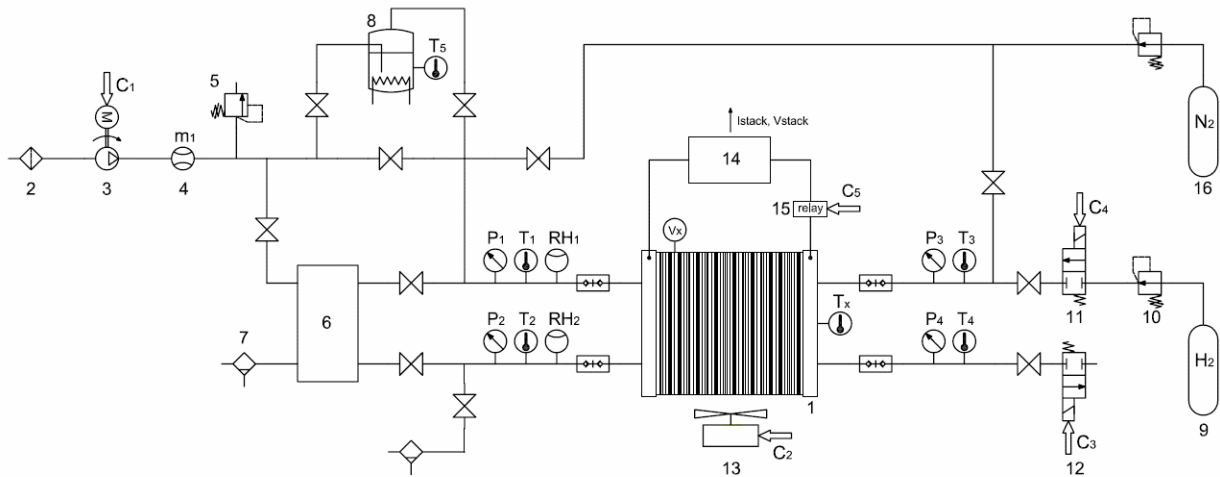 8
T5
5
C1
M
m1
2
3
4
Istack, Vstack
14
N2
16
15
relay
C5
C4
Vx
P1
T1
RH1
P3
T3
6
Tx
11
10
7
P2
T2
RH2
P4
T4
H2
1
9
C2
C3
13
12